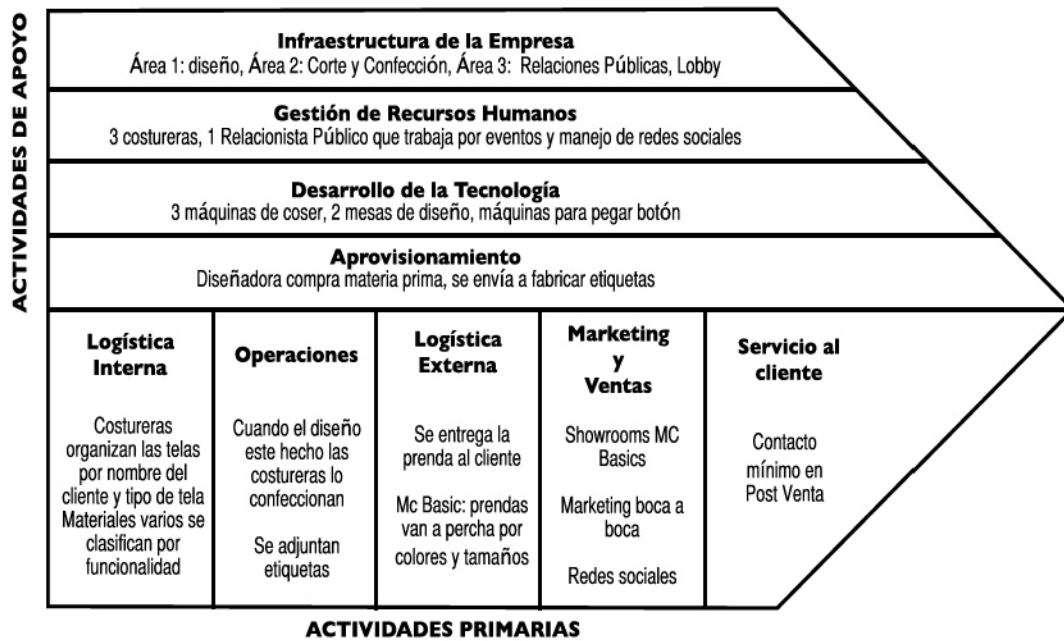 ACTIVIDADES DE APOYO
Infraestructura de la Empresa
Área 1: diseño, Área 2: Corte y Confección, Área 3: Relaciones Públicas, Lobby
Gestión de Recursos Humanos
3 costureras, 1 Relacionista Público que trabaja por eventos y manejo de redes sociales
Desarrollo de la Tecnología
3 máquinas de coser, 2 mesas de diseño, máquinas para pegar botón
Aprovisionamiento
Diseñadora compra materia prima, se envía a fabricar etiquetas
Logística
Interna
Costureras
organizan las telas
por nombre del
cliente y tipo de tela
Materiales varios se
clasifican por
funcionalidad
Operaciones
Cuando el diseño
este hecho las
costureras lo
confeccionan
Se adjuntan
etiquetas
Logística
Externa
Se entrega la
prenda al cliente
Mc Basic: prendas
van a percha por
colores y tamaños
Marketing
y
Ventas
Showrooms MC
Basics
Marketing boca a
boca
Redes sociales
Servicio al
cliente
Contacto
mínimo en
Post Venta
ACTIVIDADES PRIMARIAS